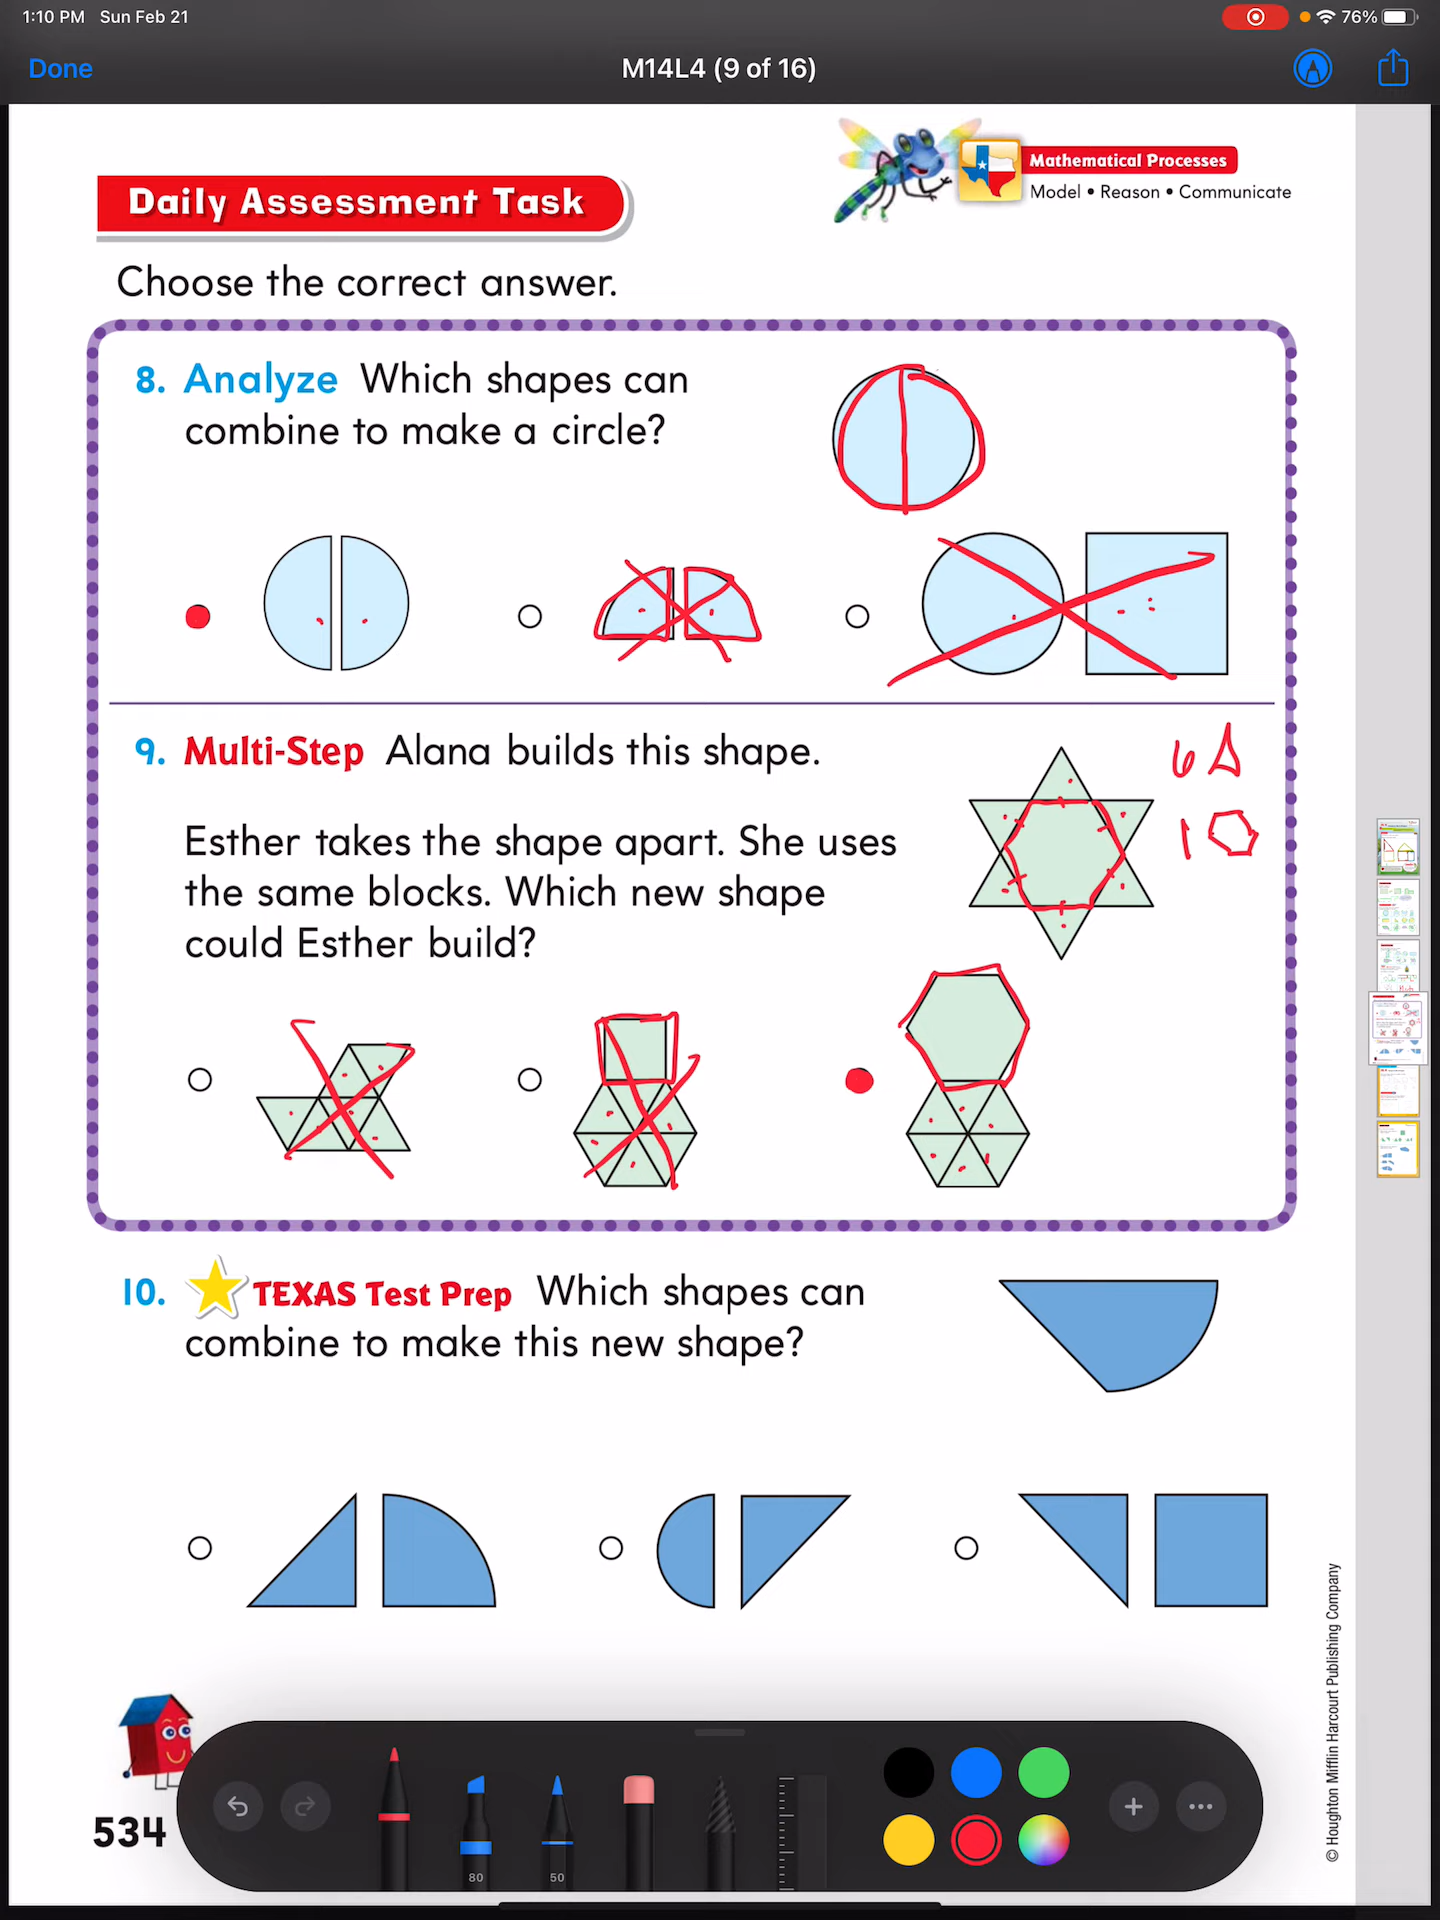 1:10 PM Sun Feb 21
76%
Done
M14L4 (9 of 16)
Mathematical Processes
Model • Reason • Communicate
Daily Assessment Task
Choose the correct answer.
8. Analyze Which shapes can
combine to make a circle?
9. Multi-Step Alana builds this shape.
6
1
Esther takes the shape apart. She uses
the same blocks. Which new shape
could Esther build?
10. TEXAS Test Prep Which shapes can
combine to make this new shape?
© Houghton Mifflin Harcourt Publishing Company
534
80
50